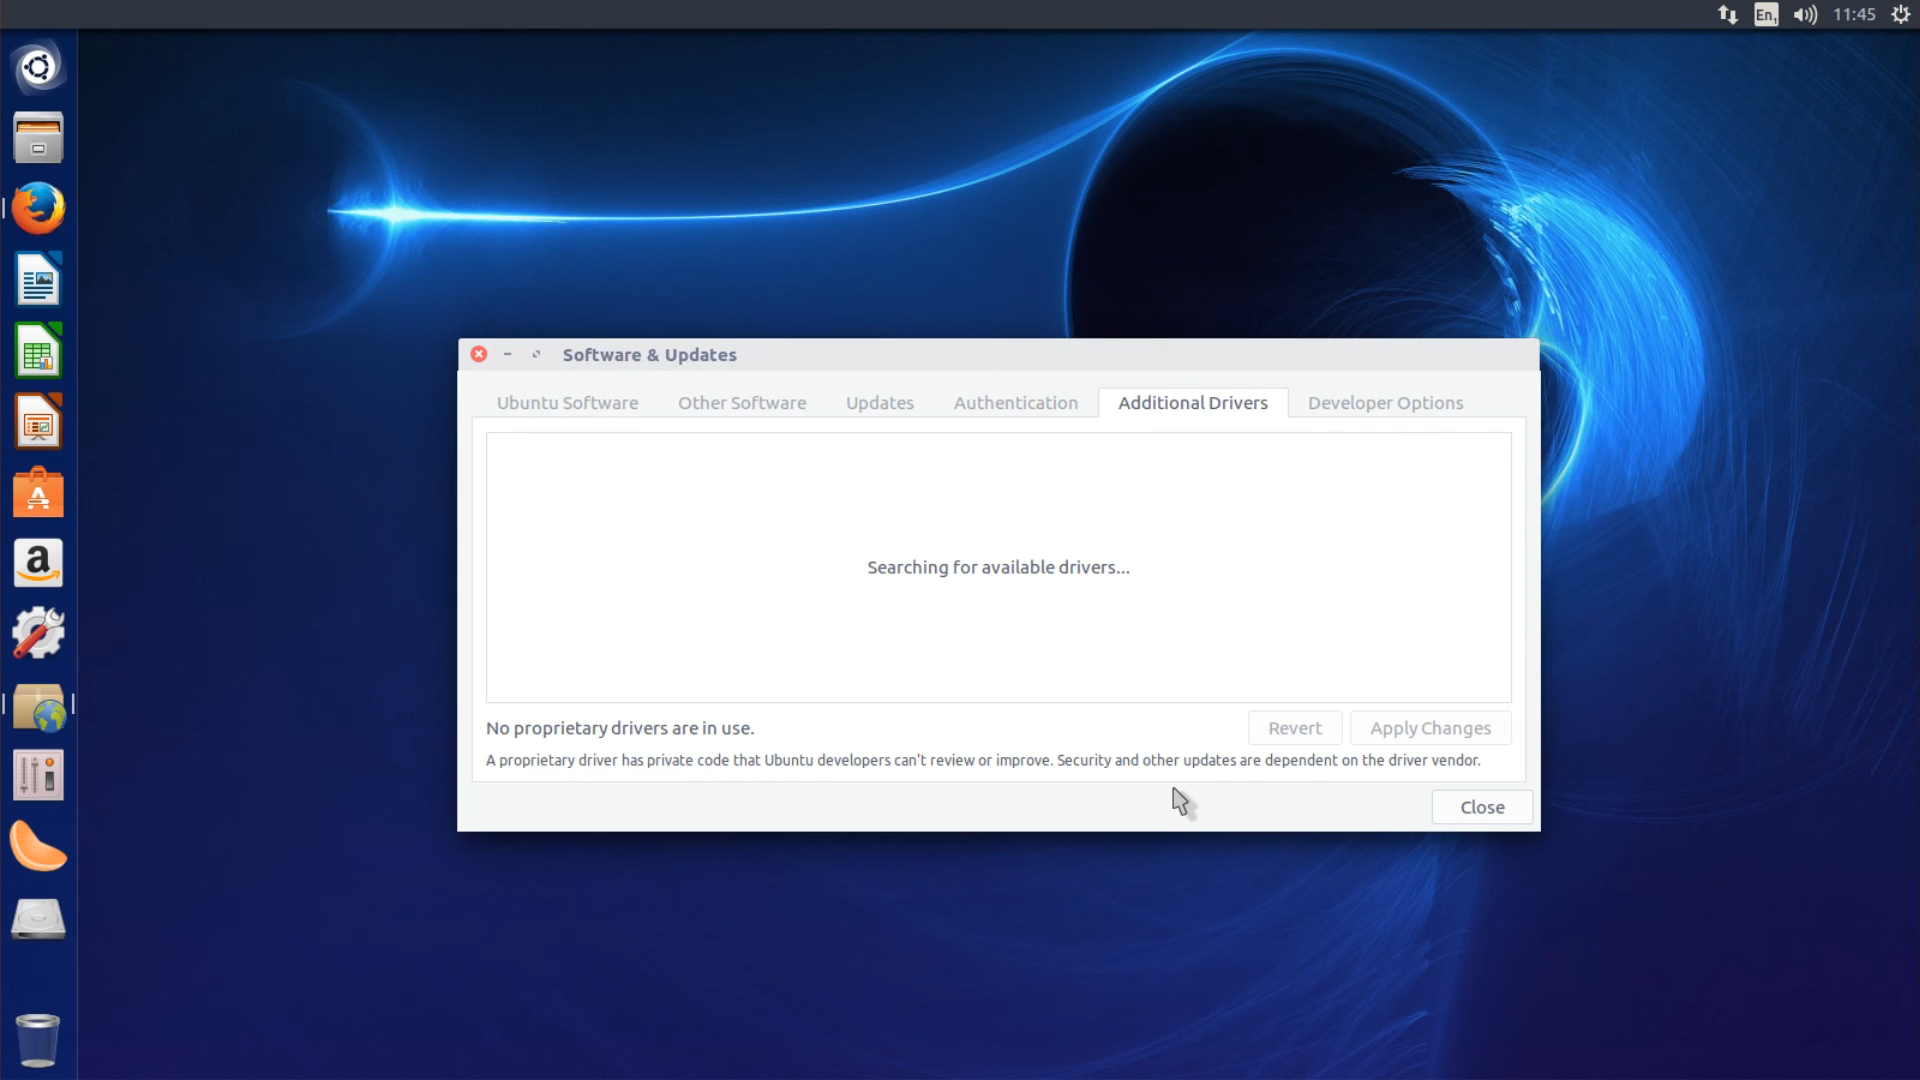 En1 11:45
Software & Updates
Ubuntu Software Other Software Updates Authentication Additional Drivers Developer Options
Searching for available drivers...
No proprietary drivers are in use. Revert Apply Changes
A proprietary driver has private code that Ubuntu developers can't review or improve. Security and other updates are dependent on the driver vendor.
Close
a